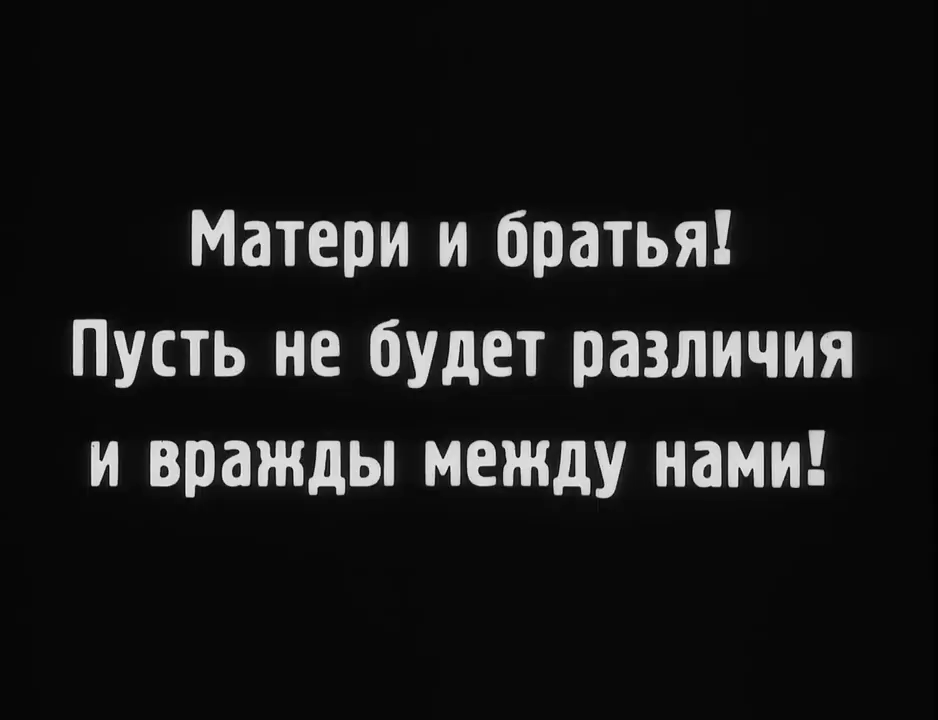 Матери и братья!
Пусть не будет различия
и вражды между нами!